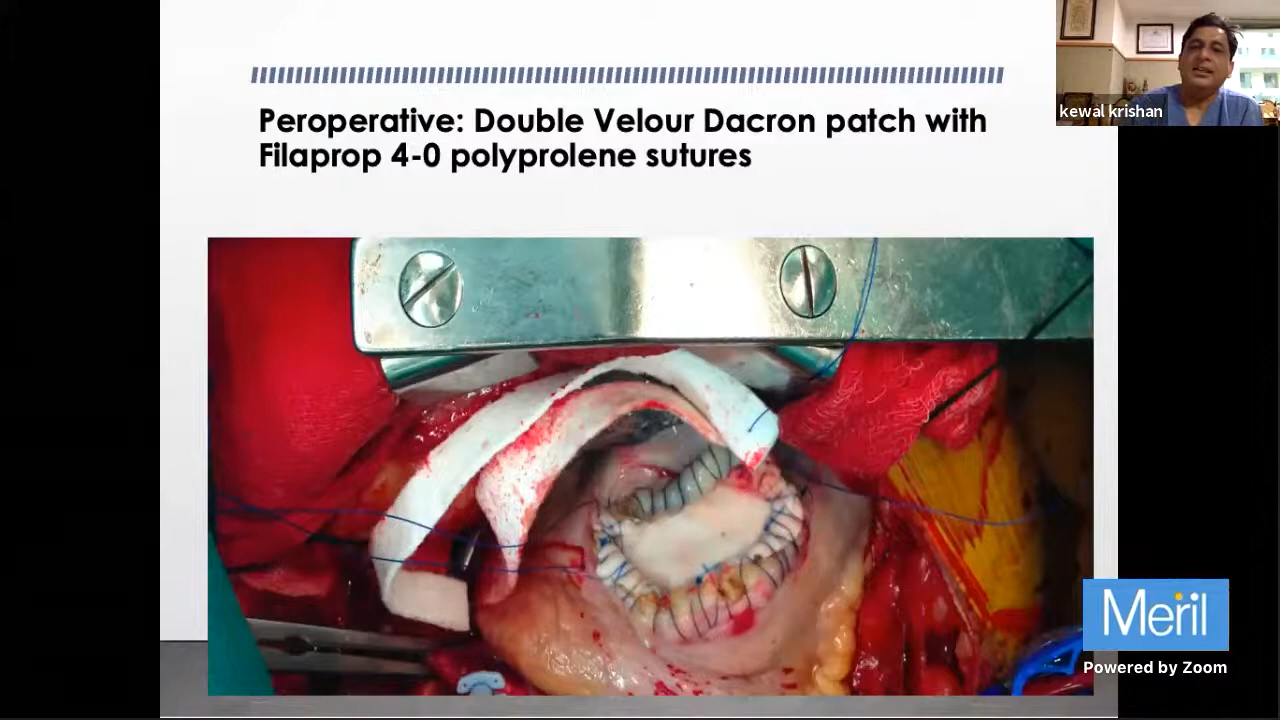 Peroperative: Double Velour Dacron patch with
Filaprop 4-0 polyprolene sutures
kewal krishan
Meril
Powered by Zoom